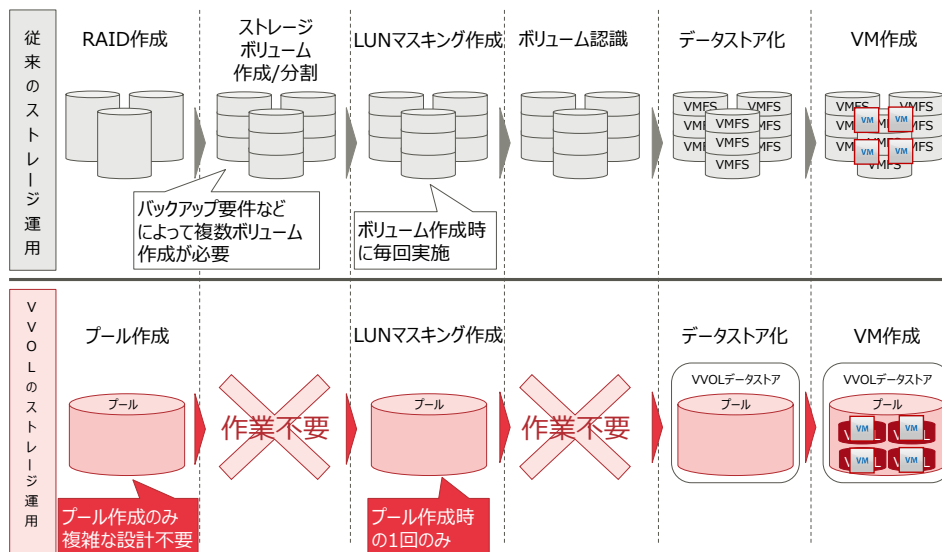 従来のストレージ運用
RAID作成
ストレージ
ボリューム
作成/分割
LUNマスキング作成
ボリューム認識
データストア化
VM作成
VMFS
VMFS
VMFS
VMFS
VMFS
VMFS
VMFS
VMFS
VMFS
VMFS
VMFS
VMFS
VMFS
VMFS
VM
VM
VM
VM
バックアップ要件など
によって複数ボリューム
作成が必要
ボリューム作成時
に毎回実施
VVOLのストレージ運用
プール作成
LUNマスキング作成
データストア化
VM作成
プール
作業不要
プール
作業不要
VVOLデータストア
プール
VVOLデータストア
プール
VM
VM
VM
VM
プール作成のみ
複雑な設計不要
プール作成時
の1回のみ